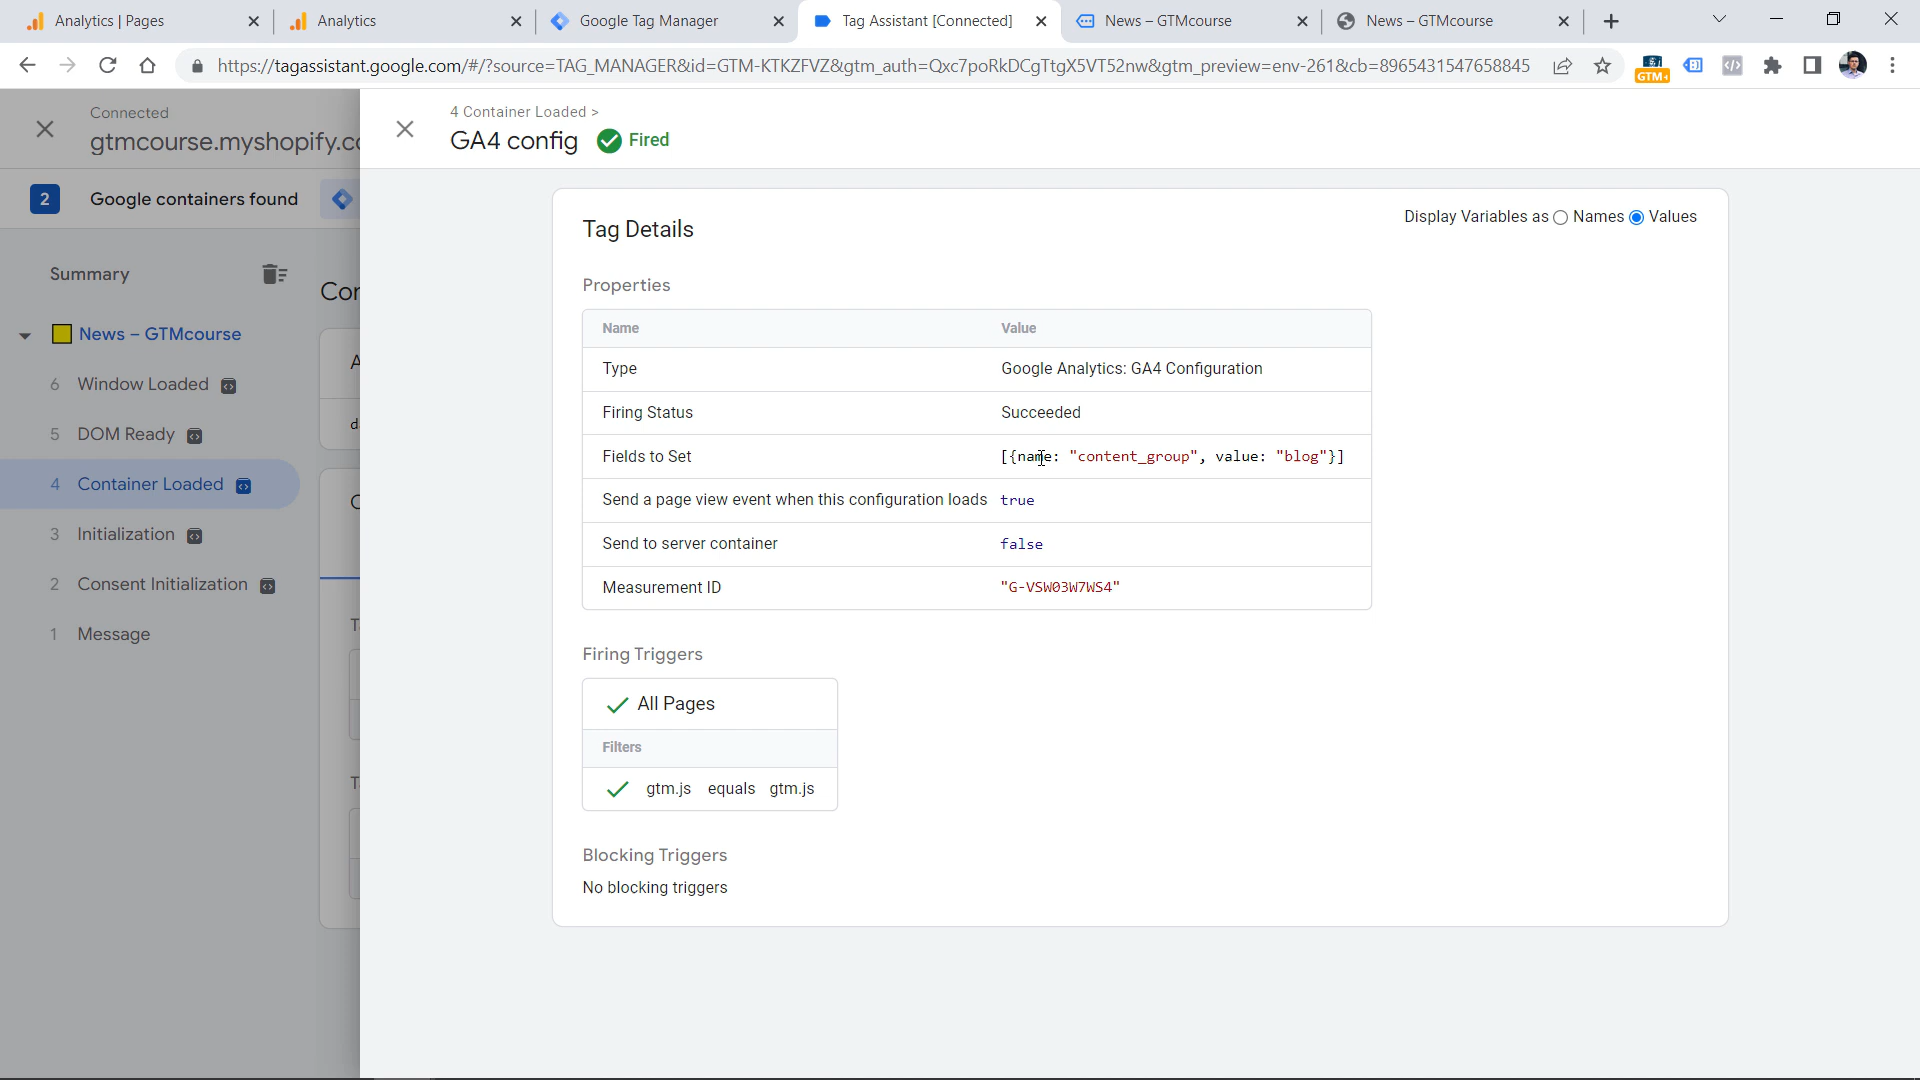 Analytics | Pages
Analytics
Google Tag Manager
Tag Assistant [Connected]
News – GTMcourse
News – GTMcourse
https://tagassistant.google.com/#/?source=TAG_MANAGER&id=GTM-KTKZFVZ&gtm_auth=Qxc7poRkDCgTtgX5VT52nw&gtm_preview=env-261&cb=8965431547658845
GTM
Connected
gtmcourse.myshopify.co
2
Google containers found
Summary
Con
News – GTMcourse
6 Window Loaded
5 DOM Ready
4 Container Loaded
3 Initialization
2 Consent Initialization
1 Message
4 Container Loaded >
GA4 config Fired
Tag Details
Display Variables as Names Values
Properties
Name Value
Type Google Analytics: GA4 Configuration
Firing Status Succeeded
Fields to Set [{name: "content_group", value: "blog"}]
Send a page view event when this configuration loads true
Send to server container false
Measurement ID "G-VSW03W7WS4"
Firing Triggers
All Pages
Filters
gtm.js equals gtm.js
Blocking Triggers
No blocking triggers